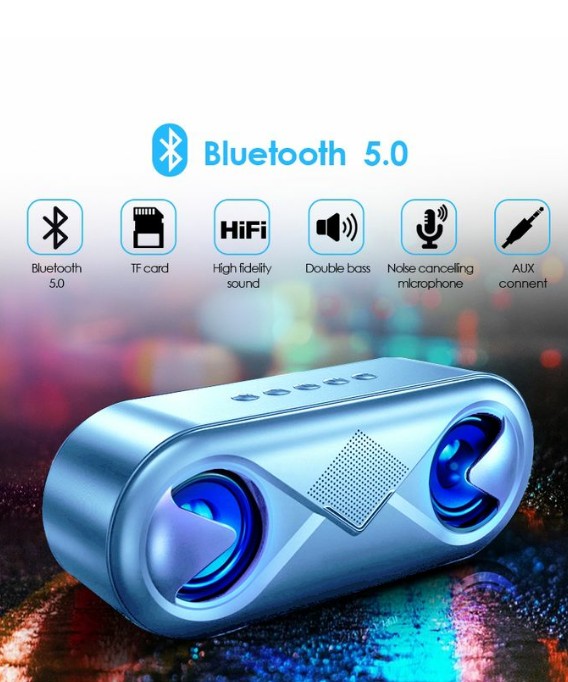 Bluetooth 5.0
HiFi
Bluetooth
5.0
TF card
High fidelity
sound
Double bass
Noise cancelling
microphone
AUX
connent